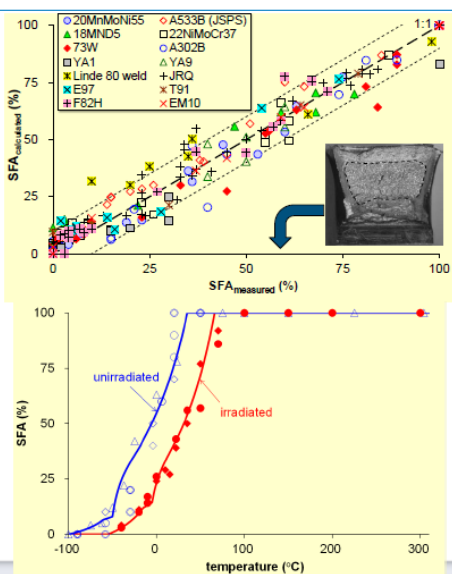 20MnMoNi55 A533B (JSPS)
18MND5 22NiMoCr37
73W A302B
YA1 YA9
Linde 80 weld JRQ
E97 T91
F82H EM10
1:1
100
75
50
25
0
SFAcalculated (%)
0 25 50 75 100
SFAmeasured (%)
100
75
50
25
0
SFA (%)
unirradiated
irradiated
-100 0 100 200 300
temperature (°C)